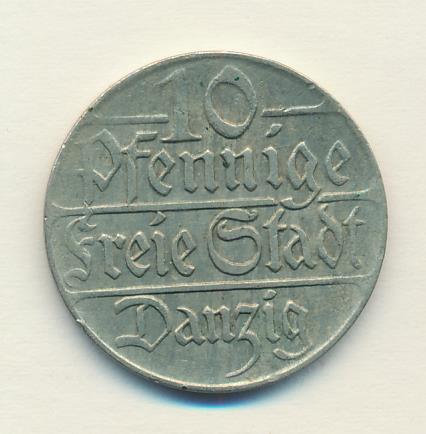 10
Pfennige
Freie Stadt
Danzig